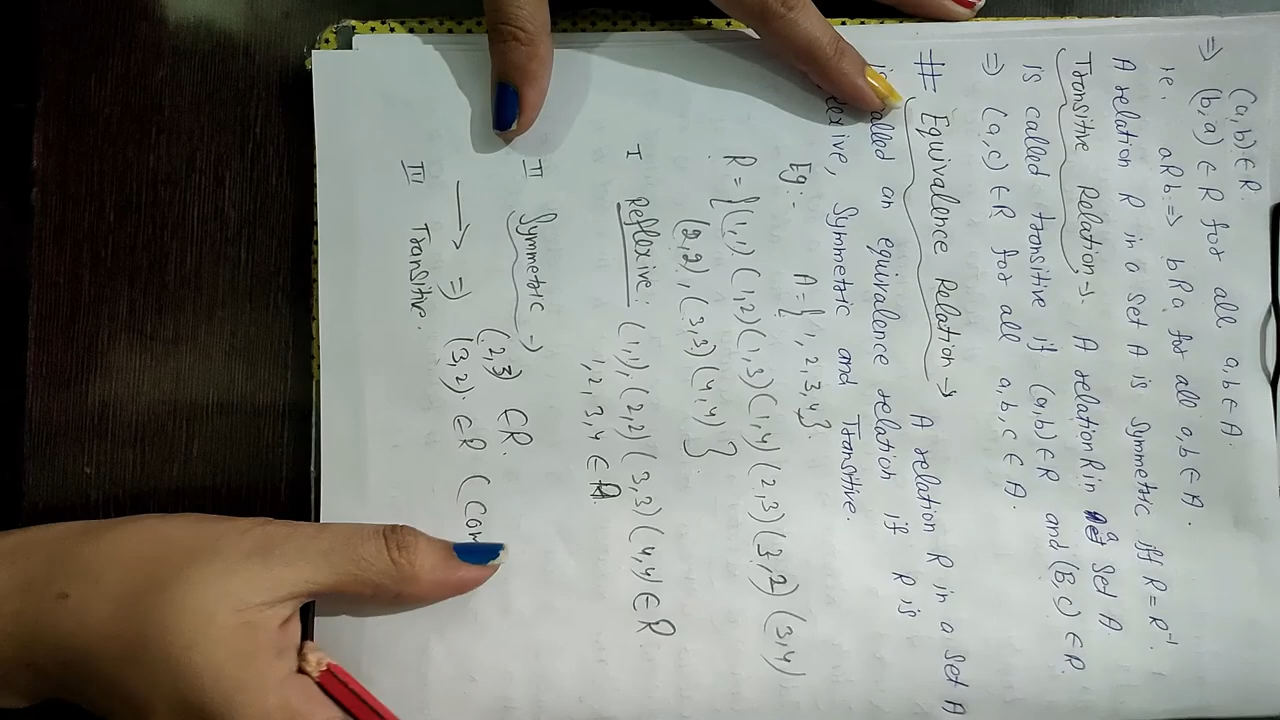 (a,b) ∈ R.
⇒ (b,a) ∈ R for all a,b ∈ A.
ie. aRb ⇒ bRa for all a,b ∈ A.
A relation R in a set A is symmetric iff R = R⁻¹.
Transitive Relation → A relation R in a set A
is called transitive if (a,b) ∈ R and (B,c) ∈ R
⇒ (a,c) ∈ R for all a,b,c ∈ A.
# Equivalence Relation → A relation R in a set A
is called an equivalence relation if R is
exive, Symmetric and Transitive.
Eg:- A = {1,2,3,4}.
R = {(1,1) (1,2) (1,3) (1,4) (2,3) (3,2) (3,4)
(2,2), (3,3) (4,4)}.
I Reflexive: (1,1), (2,2) (3,3) (4,4) ∈ R
1,2,3,4 ∈ A
II Symmetric → (2,3) ∈ R.
→ ⇒ (3,2). ∈ R (Con
III Transitive.